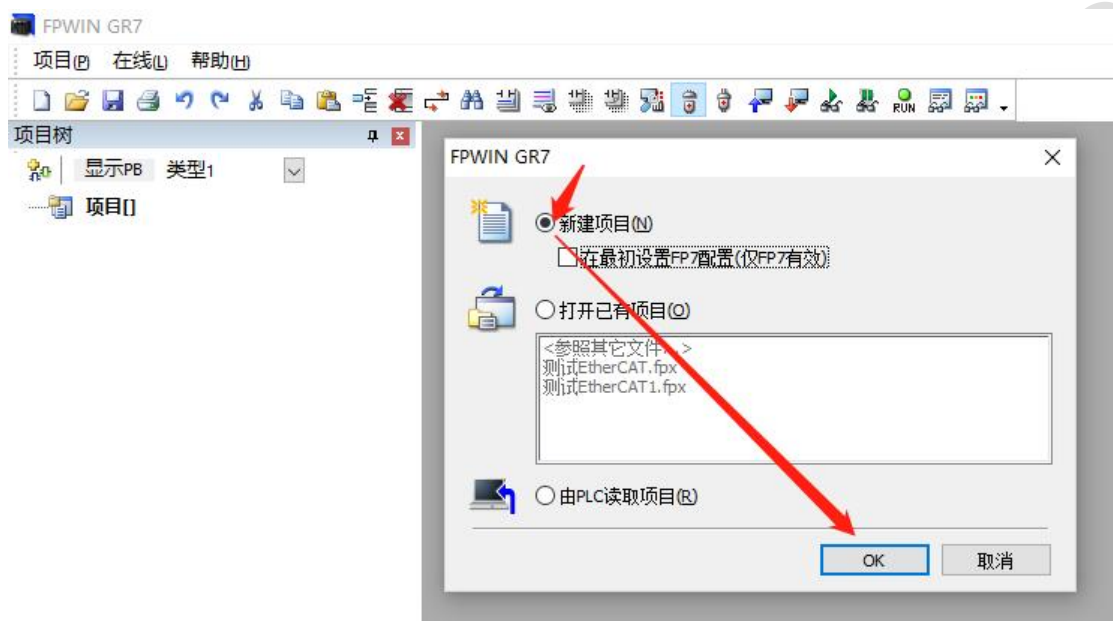 FPWIN GR7
项目(P) 在线(L) 帮助(H)
RUN
项目树
显示PB 类型1
项目[]
FPWIN GR7
新建项目(N)
在最初设置FP7配置(仅FP7有效)
打开已有项目(O)
<参照其它文件...>
测试EtherCAT.fpx
测试EtherCAT1.fpx
由PLC读取项目(R)
OK 取消